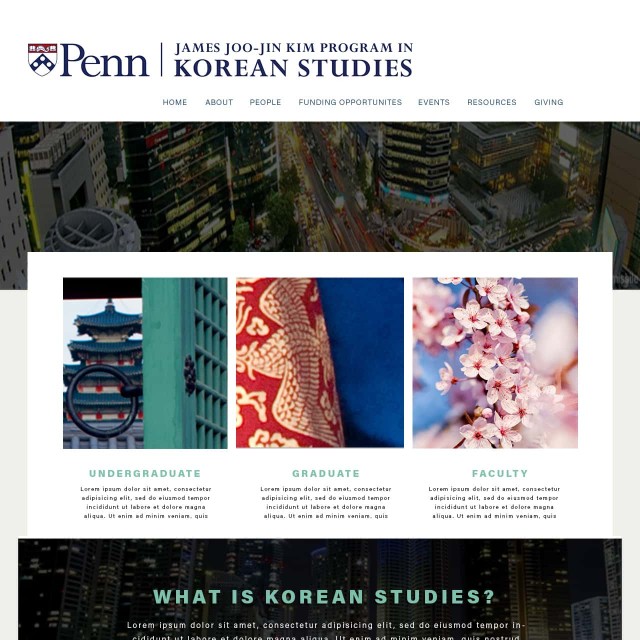 Penn
JAMES JOO-JIN KIM PROGRAM IN
KOREAN STUDIES
HOME ABOUT PEOPLE FUNDING OPPORTUNITES EVENTS RESOURCES GIVING
UNDERGRADUATE
Lorem ipsum dolor sit amet, consectetur
adipisicing elit, sed do eiusmod tempor
incididunt ut labore et dolore magna
aliqua. Ut enim ad minim veniam, quis
GRADUATE
Lorem ipsum dolor sit amet, consectetur
adipisicing elit, sed do eiusmod tempor
incididunt ut labore et dolore magna
aliqua. Ut enim ad minim veniam, quis
FACULTY
Lorem ipsum dolor sit amet, consectetur
adipisicing elit, sed do eiusmod tempor
incididunt ut labore et dolore magna
aliqua. Ut enim ad minim veniam, quis
WHAT IS KOREAN STUDIES?
Lorem ipsum dolor sit amet, consectetur adipisicing elit, sed do eiusmod tempor in-
cididunt ut labore et dolore magna aliqua. Ut enim ad minim veniam, quis nostrud